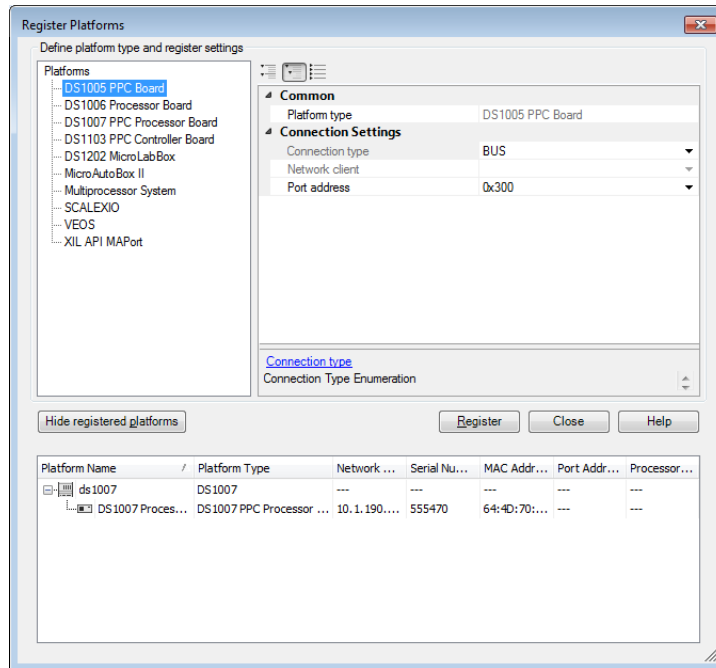 Register Platforms
Define platform type and register settings
Platforms
DS1005 PPC Board
DS1006 Processor Board
DS1007 PPC Processor Board
DS1103 PPC Controller Board
DS1202 MicroLabBox
MicroAutoBox II
Multiprocessor System
SCALEXIO
VEOS
XIL API MAPort
Common
Platform type DS1005 PPC Board
Connection Settings
Connection type BUS
Network client
Port address 0x300
Connection type
Connection Type Enumeration
Hide registered platforms Register Close Help
Platform Name / Platform Type Network ... Serial Nu... MAC Addr... Port Addr... Processor...
ds1007 DS1007 --- --- --- --- ---
DS1007 Proces... DS1007 PPC Processor ... 10.1.190.... 555470 64:4D:70:... --- ---